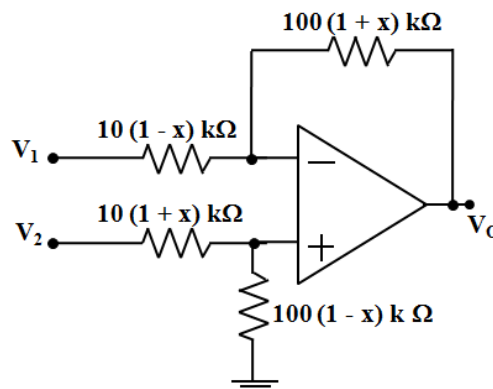 100 (1 + x) kΩ
10 (1 - x) kΩ
V₁
10 (1 + x) kΩ
V₂
V₀
100 (1 - x) k Ω